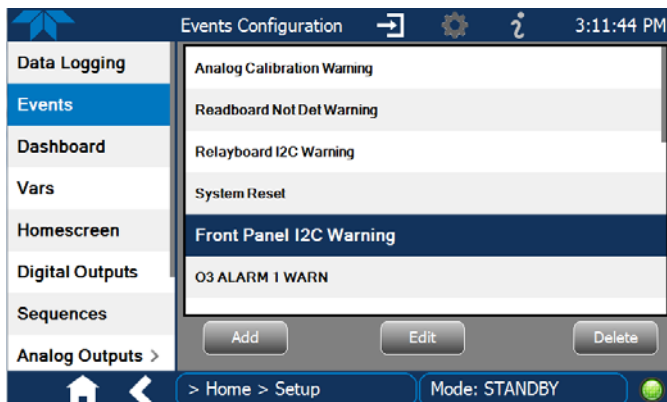 Events Configuration
3:11:44 PM
Data Logging
Events
Dashboard
Vars
Homescreen
Digital Outputs
Sequences
Analog Outputs >
Analog Calibration Warning
Readboard Not Det Warning
Relayboard I2C Warning
System Reset
Front Panel I2C Warning
O3 ALARM 1 WARN
Add
Edit
Delete
> Home > Setup
Mode: STANDBY